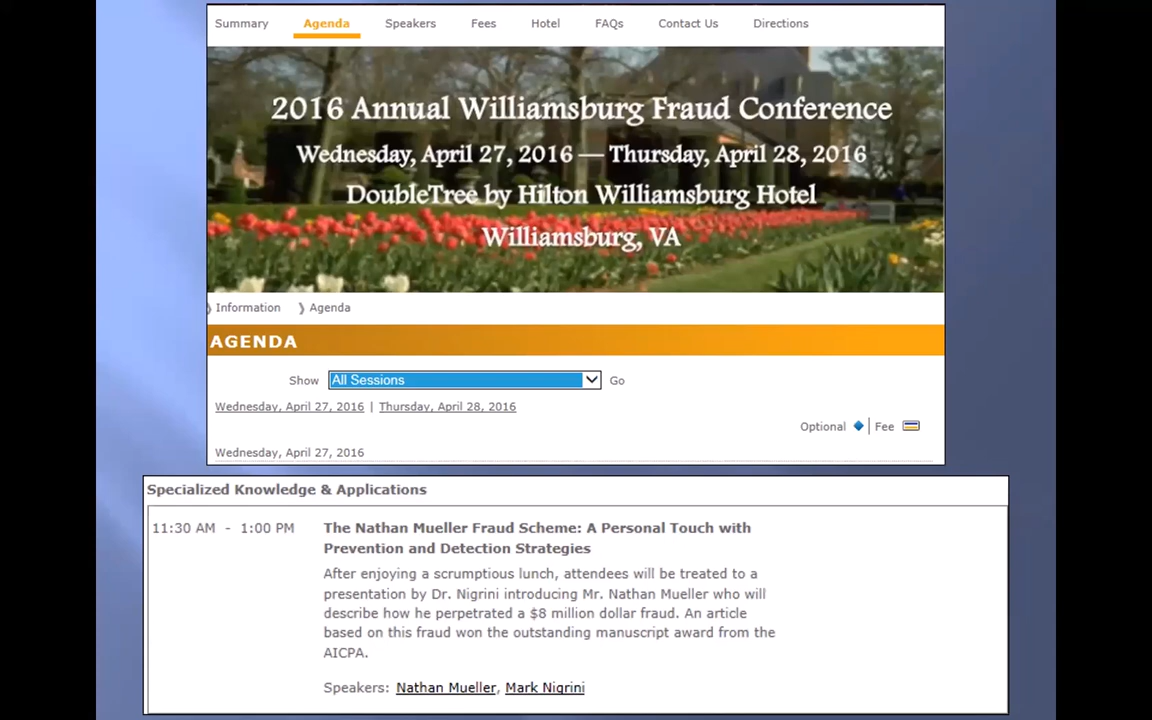 Summary Agenda Speakers Fees Hotel FAQs Contact Us Directions
2016 Annual Williamsburg Fraud Conference
Wednesday, April 27, 2016 — Thursday, April 28, 2016
DoubleTree by Hilton Williamsburg Hotel
Williamsburg, VA
❭ Information ❭ Agenda
AGENDA
Show All Sessions Go
Wednesday, April 27, 2016 | Thursday, April 28, 2016
Optional | Fee
Wednesday, April 27, 2016
Specialized Knowledge & Applications
11:30 AM - 1:00 PM The Nathan Mueller Fraud Scheme: A Personal Touch with
Prevention and Detection Strategies
After enjoying a scrumptious lunch, attendees will be treated to a
presentation by Dr. Nigrini introducing Mr. Nathan Mueller who will
describe how he perpetrated a $8 million dollar fraud. An article
based on this fraud won the outstanding manuscript award from the
AICPA.
Speakers: Nathan Mueller, Mark Nigrini